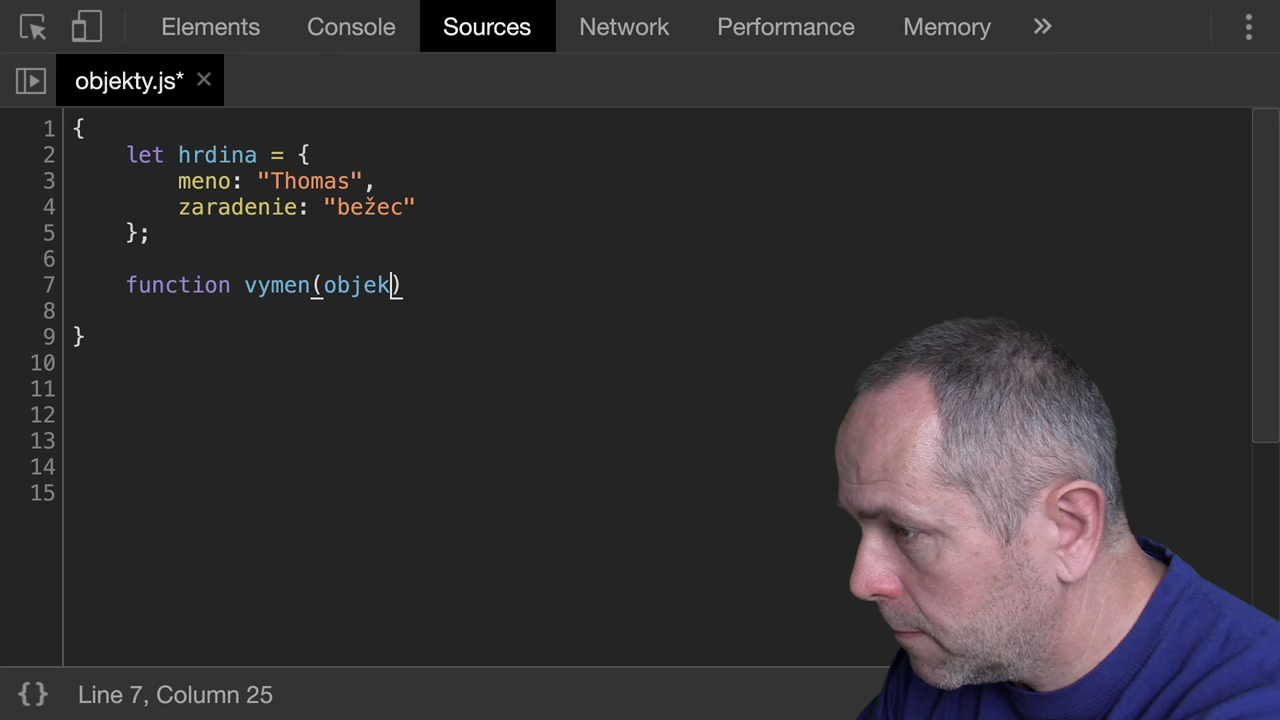 Elements Console Sources Network Performance Memory »
objekty.js* ×
1 {
2 let hrdina = {
3 meno: "Thomas",
4 zaradenie: "bežec"
5 };
6
7 function vymen(objek)
8
9 }
10
11
12
13
14
15
{} Line 7, Column 25